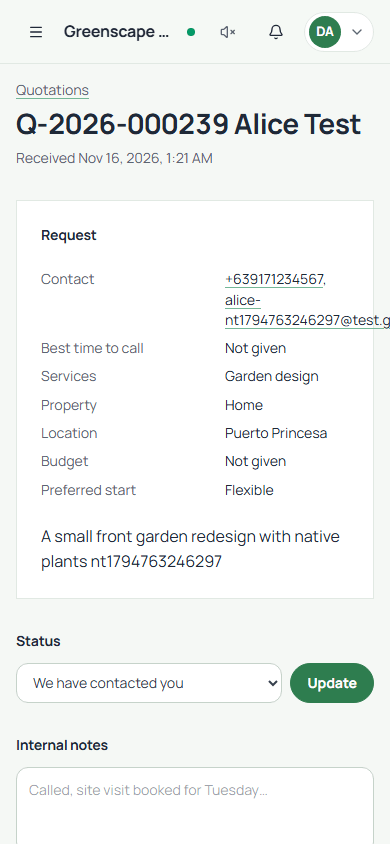 Greenscape ...
DA
Quotations
Q-2026-000239 Alice Test
Received Nov 16, 2026, 1:21 AM
Request
Contact +639171234567,
alice-
nt1794763246297@test.g
Best time to call Not given
Services Garden design
Property Home
Location Puerto Princesa
Budget Not given
Preferred start Flexible
A small front garden redesign with native
plants nt1794763246297
Status
We have contacted you Update
Internal notes
Called, site visit booked for Tuesday...